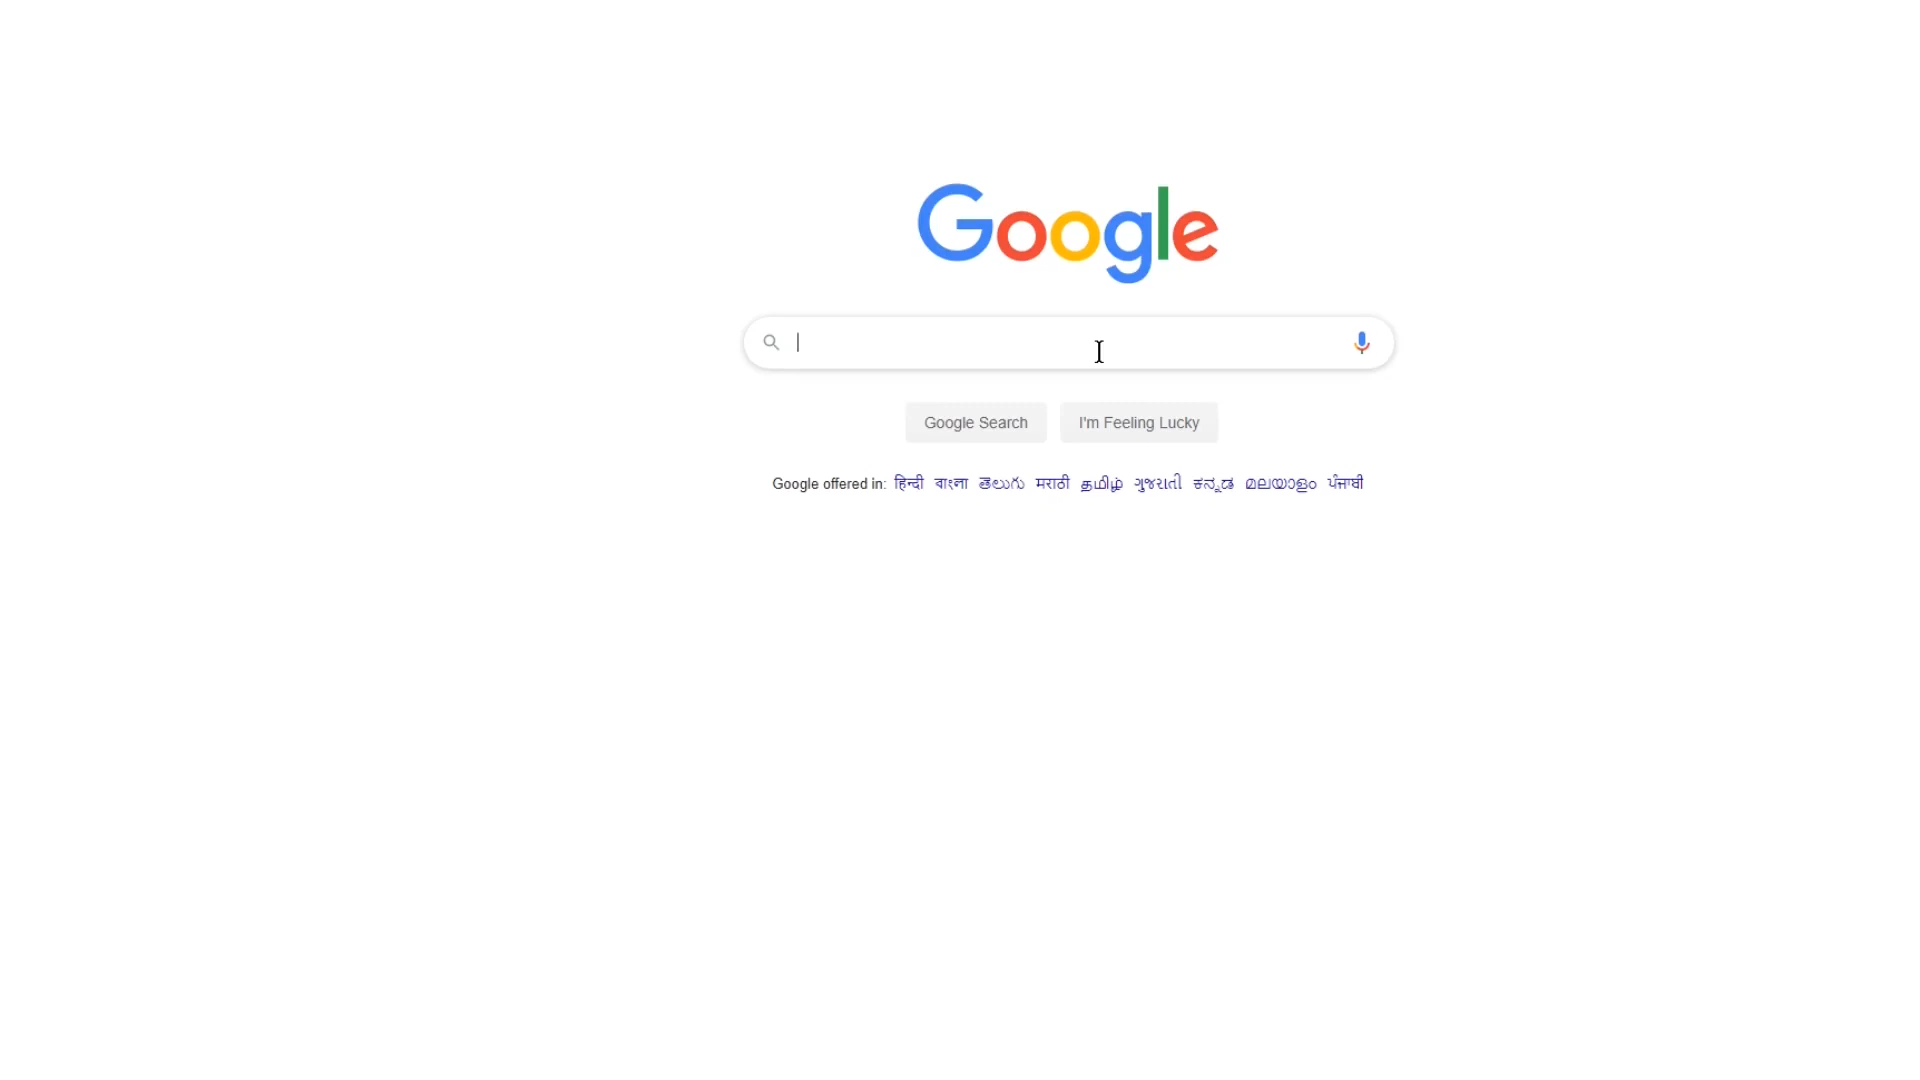 Google
Google Search
I'm Feeling Lucky
Google offered in: हिन्दी বাংলা తెలుగు मराठी தமிழ் ગુજરાતી ಕನ್ನಡ മലയാളം ਪੰਜਾਬੀ